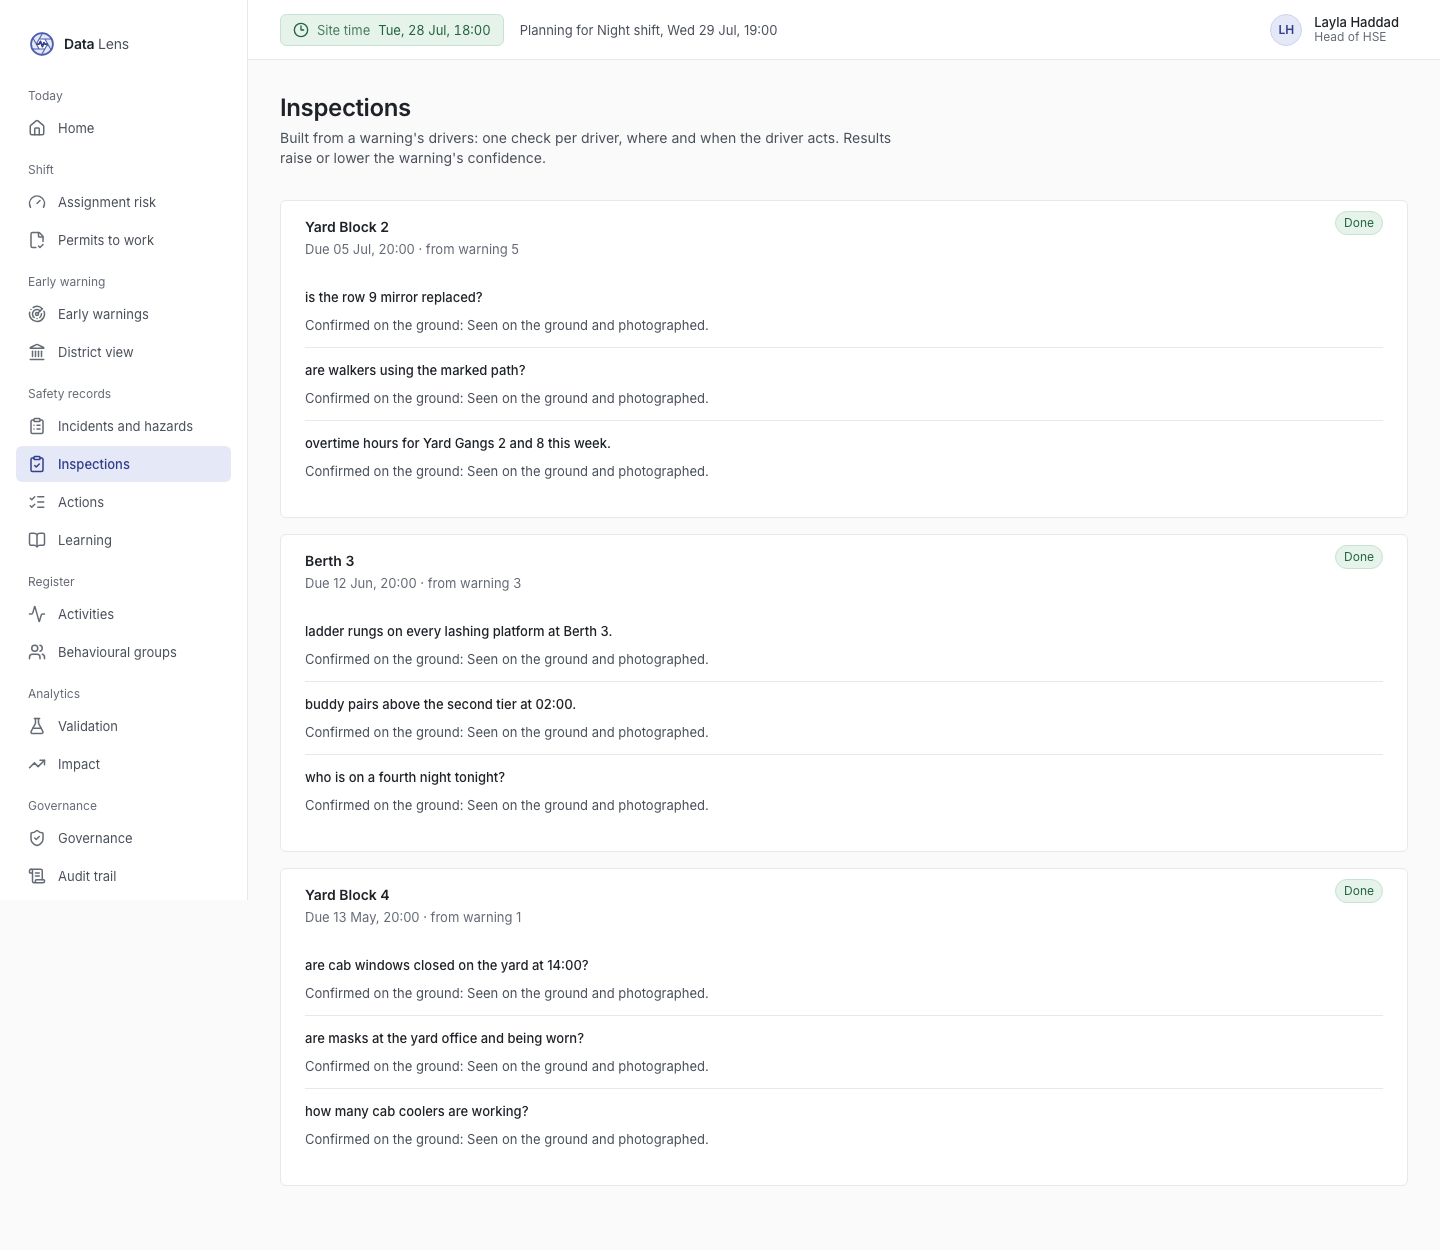 Data Lens
Today
Home
Shift
Assignment risk
Permits to work
Early warning
Early warnings
District view
Safety records
Incidents and hazards
Inspections
Actions
Learning
Register
Activities
Behavioural groups
Analytics
Validation
Impact
Governance
Governance
Audit trail
Site time Tue, 28 Jul, 18:00
Planning for Night shift, Wed 29 Jul, 19:00
LH
Layla Haddad
Head of HSE
Inspections
Built from a warning's drivers: one check per driver, where and when the driver acts. Results
raise or lower the warning's confidence.
Yard Block 2
Done
Due 05 Jul, 20:00 · from warning 5
is the row 9 mirror replaced?
Confirmed on the ground: Seen on the ground and photographed.
are walkers using the marked path?
Confirmed on the ground: Seen on the ground and photographed.
overtime hours for Yard Gangs 2 and 8 this week.
Confirmed on the ground: Seen on the ground and photographed.
Berth 3
Done
Due 12 Jun, 20:00 · from warning 3
ladder rungs on every lashing platform at Berth 3.
Confirmed on the ground: Seen on the ground and photographed.
buddy pairs above the second tier at 02:00.
Confirmed on the ground: Seen on the ground and photographed.
who is on a fourth night tonight?
Confirmed on the ground: Seen on the ground and photographed.
Yard Block 4
Done
Due 13 May, 20:00 · from warning 1
are cab windows closed on the yard at 14:00?
Confirmed on the ground: Seen on the ground and photographed.
are masks at the yard office and being worn?
Confirmed on the ground: Seen on the ground and photographed.
how many cab coolers are working?
Confirmed on the ground: Seen on the ground and photographed.